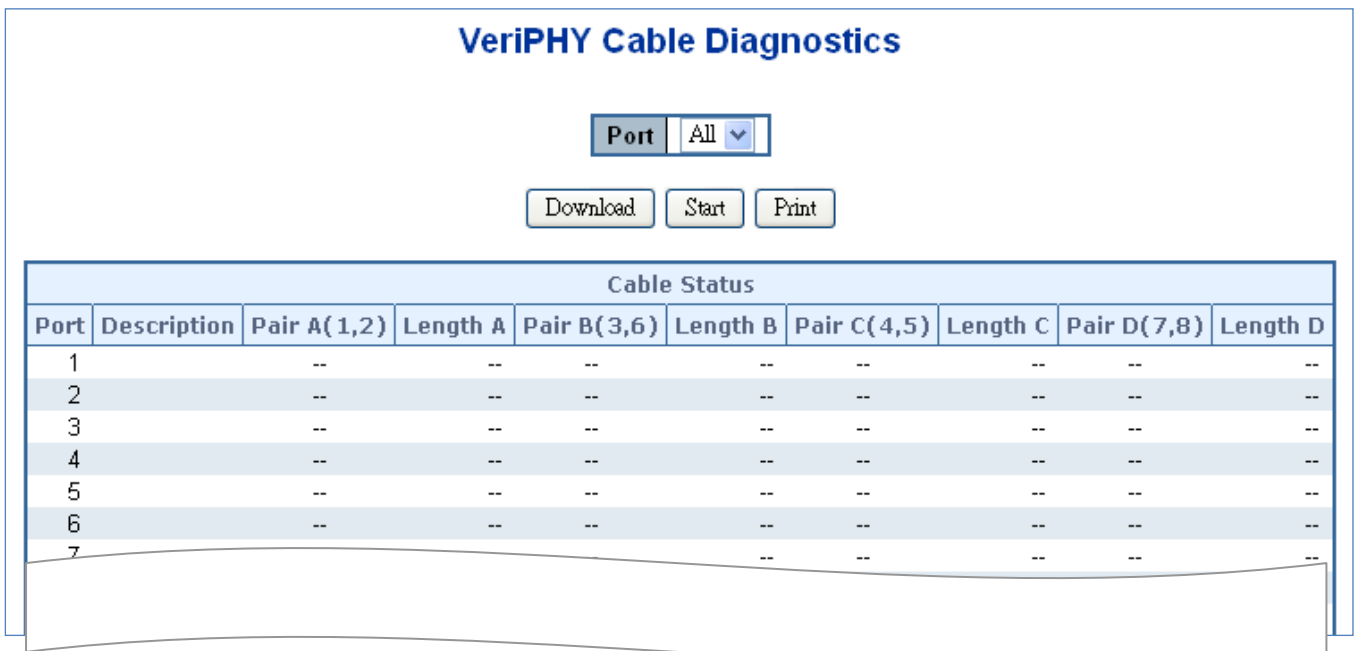 VeriPHY Cable Diagnostics
Port All
Download Start Print
Cable Status
Port Description Pair A(1,2) Length A Pair B(3,6) Length B Pair C(4,5) Length C Pair D(7,8) Length D
1 -- -- -- -- -- -- -- --
2 -- -- -- -- -- -- -- --
3 -- -- -- -- -- -- -- --
4 -- -- -- -- -- -- -- --
5 -- -- -- -- -- -- -- --
6 -- -- -- -- -- -- -- --
7 -- -- -- -- -- --